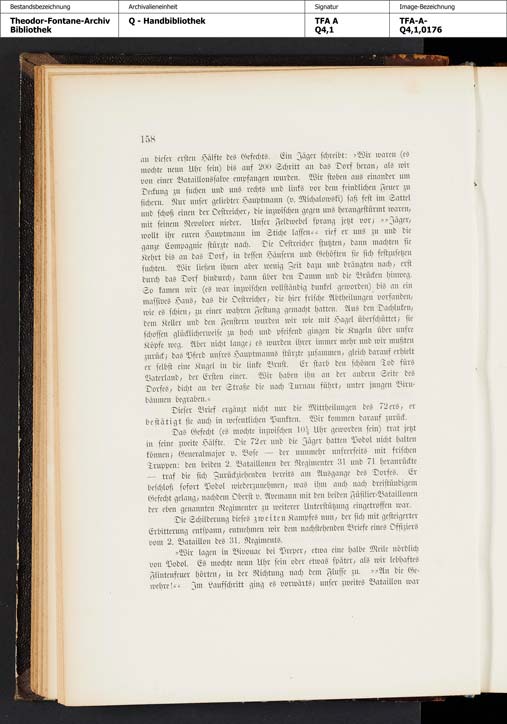 Bestandsbezeichnung
Theodor-Fontane-Archiv
Bibliothek
Archivalieneinheit
Q - Handbibliothek
Signatur
TFA A
Q4,1
Image-Bezeichnung
TFA-A-
Q4,1,0176
158
an dieser ersten Hälfte des Gefechts. Ein Jäger schreibt: »Wir waren (es
mochte neun Uhr sein) bis auf 200 Schritt an das Dorf heran, als wir
von einer Bataillonssalve empfangen wurden. Wir stoben aus einander um
Deckung zu suchen und uns rechts und links vor dem feindlichen Feuer zu
sichern. Nur unser geliebter Hauptmann (v. Michalowski) saß fest im Sattel
und schoß einen der Oestreicher, die inzwischen gegen uns herangestürmt waren,
mit seinem Revolver nieder. Unser Feldwebel sprang jetzt vor, »»Jäger,
wollt ihr euren Hauptmann im Stiche lassen«« rief er uns zu und die
ganze Compagnie stürzte nach. Die Oestreicher stutzten, dann machten sie
Kehrt bis an das Dorf, in dessen Häusern und Gehöften sie sich festzusetzen
suchten. Wir ließen ihnen aber wenig Zeit dazu und drängten nach, erst
durch das Dorf hindurch, dann über den Damm und die Brücken hinweg.
So kamen wir (es war inzwischen vollständig dunkel geworden) bis an ein
massives Haus, das die Oestreicher, die hier frische Abtheilungen vorfanden,
wie es schien, zu einer wahren Festung gemacht hatten. Aus den Dachluken,
dem Keller und den Fenstern wurden wir wie mit Hagel überschüttet; sie
schossen glücklicherweise zu hoch und pfeifend gingen die Kugeln über unsre
Köpfe weg. Aber nicht lange; es wurden ihrer immer mehr und wir mußten
zurück; das Pferd unsres Hauptmanns stürzte zusammen, gleich darauf erhielt
er selbst eine Kugel in die linke Brust. Er starb den schönen Tod fürs
Vaterland, der Ersten einer. Wir haben ihn an der andern Seite des
Dorfes, dicht an der Straße die nach Turnau führt, unter jungen Birn-
bäumen begraben.«
Dieser Brief ergänzt nicht nur die Mittheilungen des 72ers, er
bestätigt sie auch in wesentlichen Punkten. Wir kommen darauf zurück.
Das Gefecht (es mochte inzwischen 10½ Uhr geworden sein) trat jetzt
in seine zweite Hälfte. Die 72er und die Jäger hatten Podol nicht halten
können; Generalmajor v. Bose — der nunmehr unsrerseits mit frischen
Truppen: den beiden 2. Bataillonen der Regimenter 31 und 71 heranrückte
— traf die sich Zurückziehenden bereits am Ausgange des Dorfes. Er
beschloß sofort Podol wiederzunehmen, was ihm auch nach dreistündigem
Gefecht gelang, nachdem Oberst v. Avemann mit den beiden Füsilier-Bataillonen
der eben genannten Regimenter zu weiterer Unterstützung eingetroffen war.
Die Schilderung dieses zweiten Kampfes nun, der sich mit gesteigerter
Erbitterung entspann, entnehmen wir dem nachstehenden Briefe eines Offiziers
vom 2. Bataillon des 31. Regiments.
»Wir lagen in Bivouac bei Preper, etwa eine halbe Meile nördlich
von Podol. Es mochte neun Uhr sein oder etwas später, als wir lebhaftes
Flintenfeuer hörten, in der Richtung nach dem Flusse zu. »»An die Ge-
wehre!«« Im Laufschritt ging es vorwärts; unser zweites Bataillon war